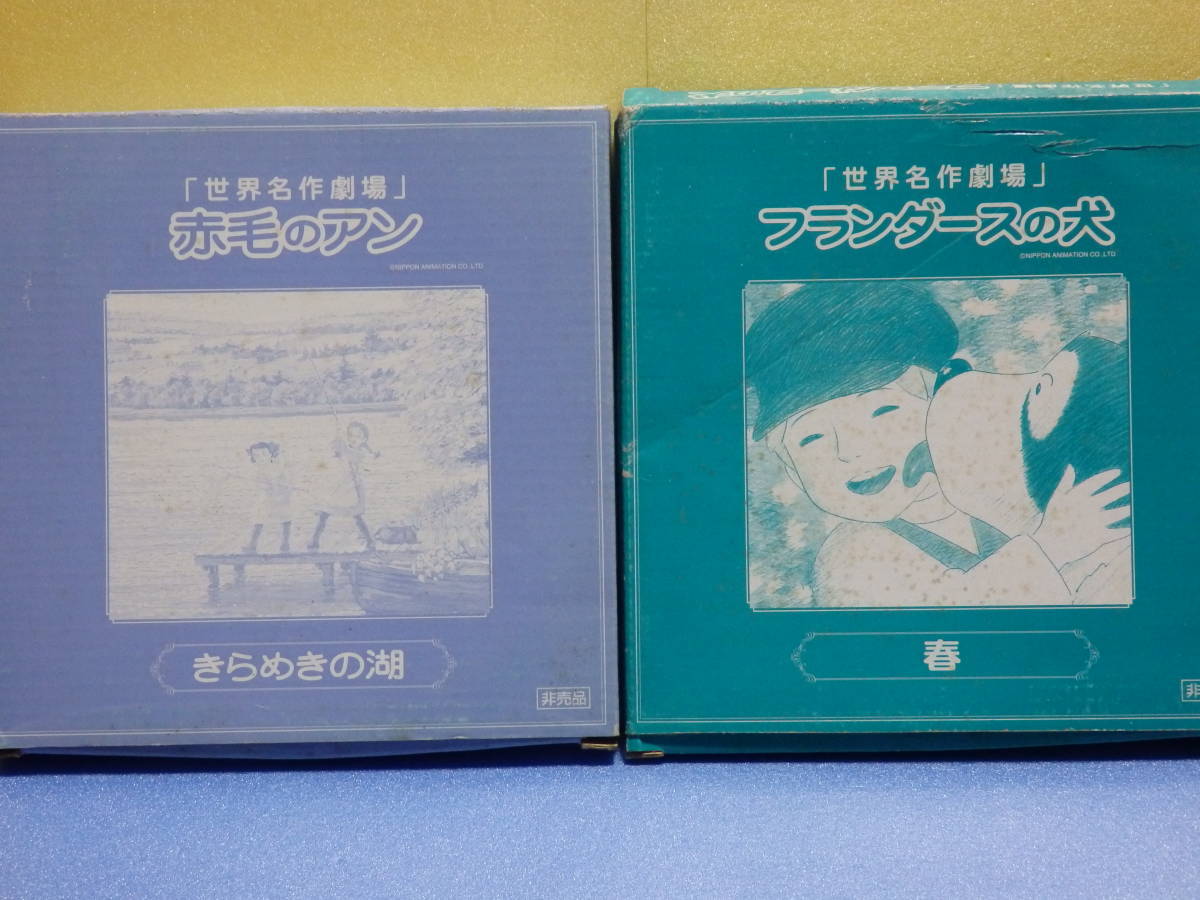 「世界名作劇場」
赤毛のアン
©NIPPON ANIMATION CO.,LTD
きらめきの湖
非売品
「世界名作劇場」
フランダースの犬
©NIPPON ANIMATION CO.,LTD
春
非